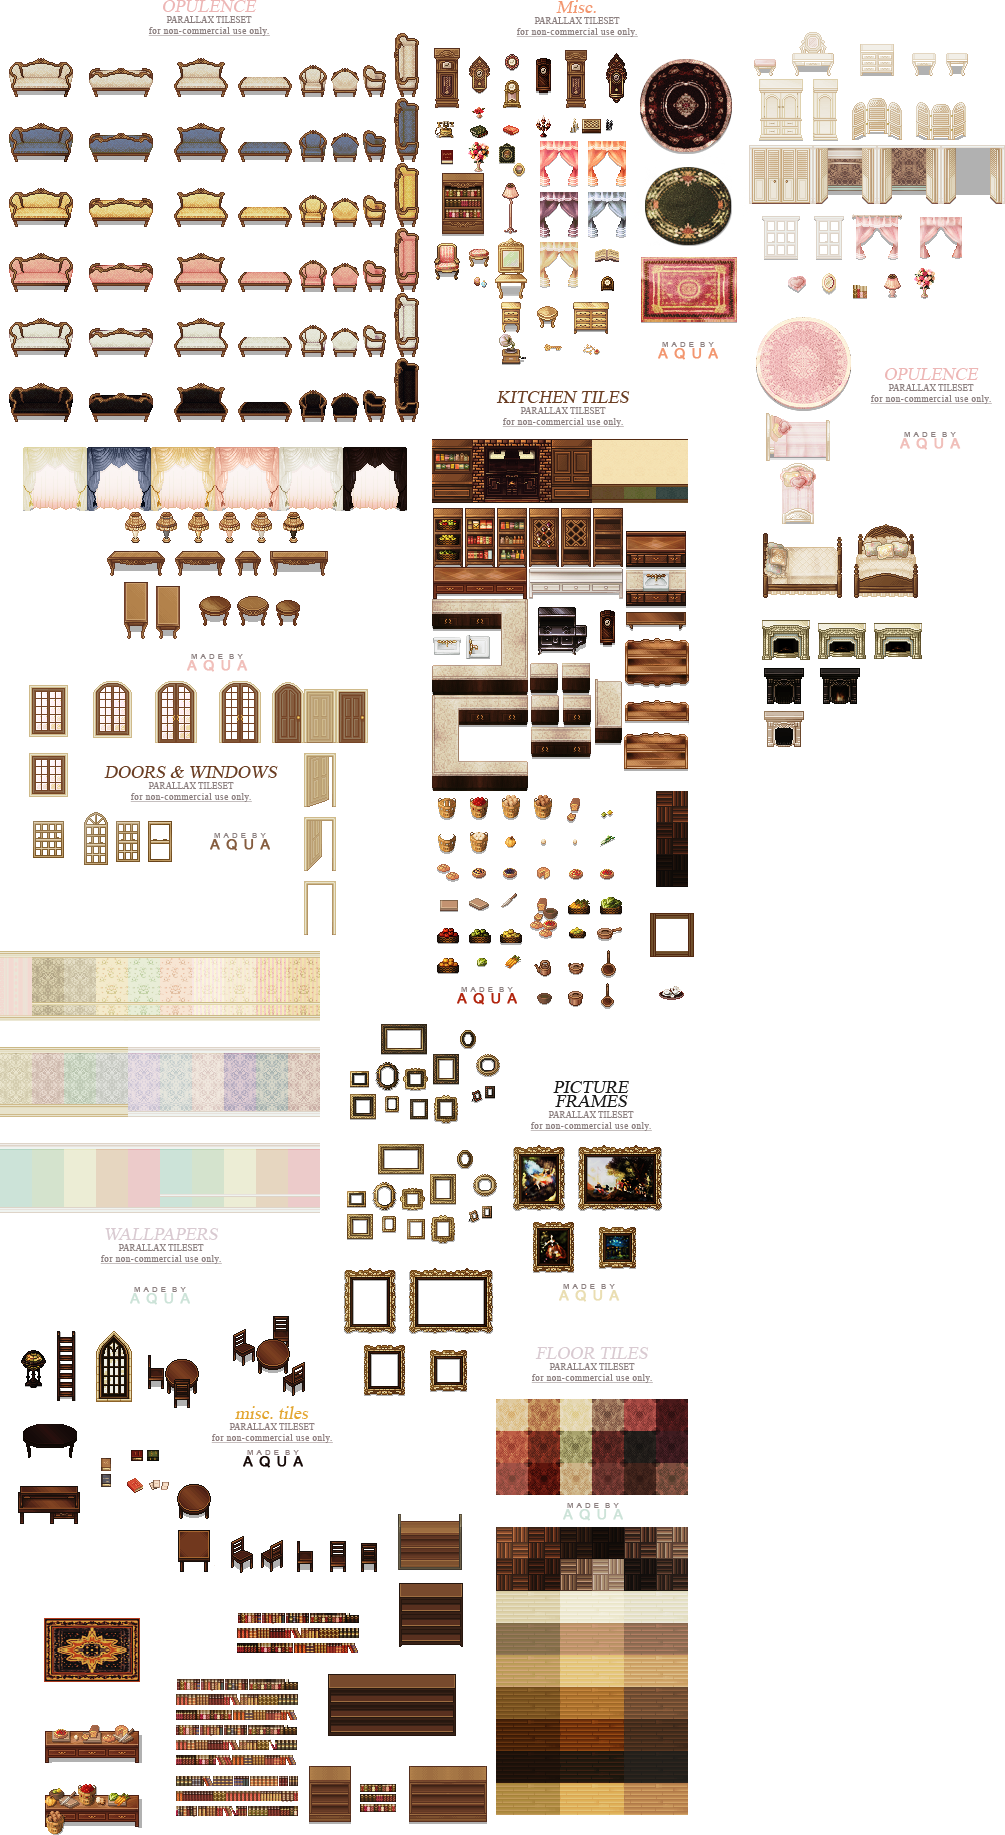 OPULENCE
PARALLAX TILESET
for non-commercial use only.
Misc.
PARALLAX TILESET
for non-commercial use only.
MADE BY
AQUA
OPULENCE
PARALLAX TILESET
for non-commercial use only.
MADE BY
AQUA
KITCHEN TILES
PARALLAX TILESET
for non-commercial use only.
MADE BY
AQUA
DOORS & WINDOWS
PARALLAX TILESET
for non-commercial use only.
MADE BY
AQUA
MADE BY
AQUA
PICTURE
FRAMES
PARALLAX TILESET
for non-commercial use only.
WALLPAPERS
PARALLAX TILESET
for non-commercial use only.
MADE BY
AQUA
MADE BY
AQUA
FLOOR TILES
PARALLAX TILESET
for non-commercial use only.
misc. tiles
PARALLAX TILESET
for non-commercial use only.
MADE BY
AQUA
MADE BY
AQUA